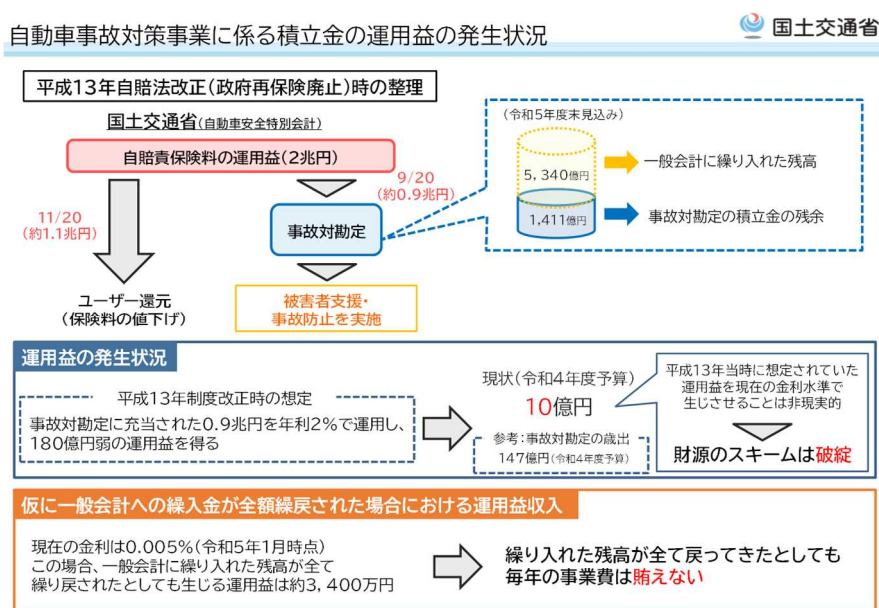 自動車事故対策事業に係る積立金の運用益の発生状況
国土交通省
平成13年自賠法改正(政府再保険廃止)時の整理
国土交通省(自動車安全特別会計)
自賠責保険料の運用益(2兆円)
11/20
(約1.1兆円)
9/20
(約0.9兆円)
事故対勘定
ユーザー還元
(保険料の値下げ)
被害者支援・
事故防止を実施
(令和5年度末見込み)
5,340億円
一般会計に繰り入れた残高
1,411億円
事故対勘定の積立金の残余
運用益の発生状況
平成13年制度改正時の想定
事故対勘定に充当された0.9兆円を年利2%で運用し、
180億円弱の運用益を得る
現状(令和4年度予算)
10億円
参考:事故対勘定の歳出
147億円(令和4年度予算)
平成13年当時に想定されていた
運用益を現在の金利水準で
生じさせることは非現実的
財源のスキームは破綻
仮に一般会計への繰入金が全額繰戻された場合における運用益収入
現在の金利は0.005%(令和5年1月時点)
この場合、一般会計に繰り入れた残高が全て
繰り戻されたとしても生じる運用益は約3,400万円
繰り入れた残高が全て戻ってきたとしても
毎年の事業費は賄えない